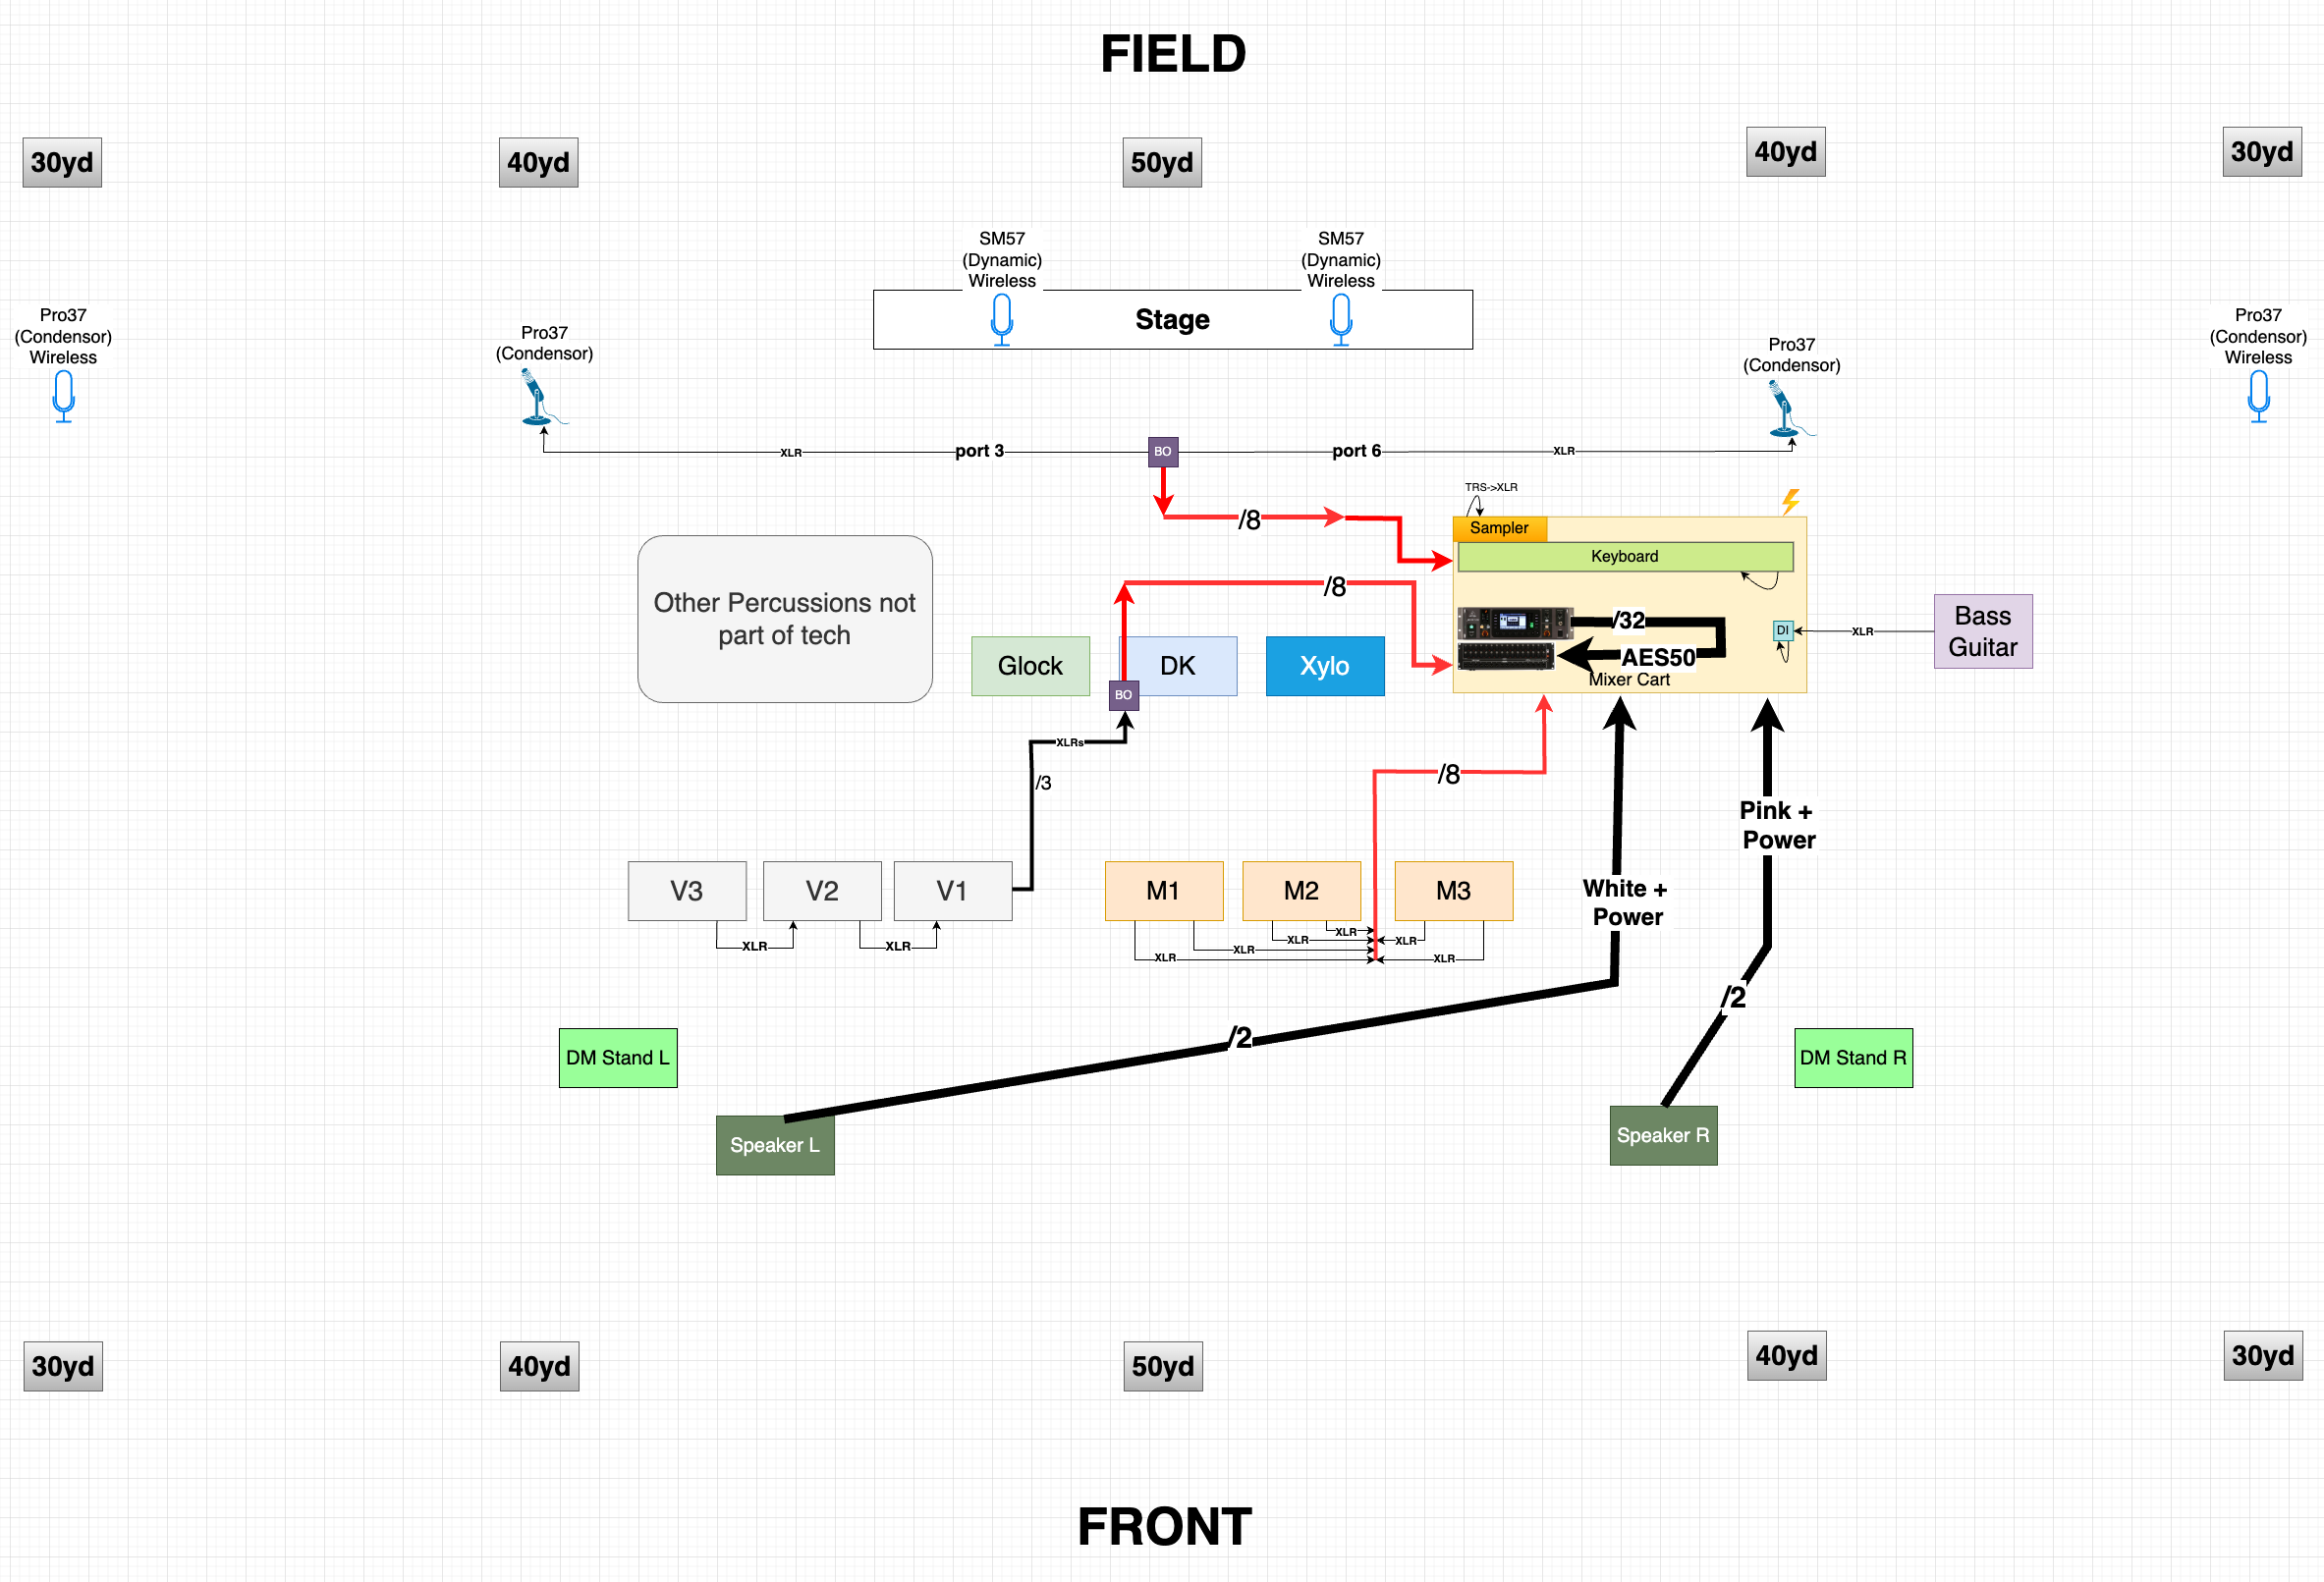 FIELD
30yd
40yd
50yd
40yd
30yd
SM57
(Dynamic)
Wireless
SM57
(Dynamic)
Wireless
Stage
Pro37
(Condensor)
Wireless
Pro37
(Condensor)
Pro37
(Condensor)
Pro37
(Condensor)
Wireless
XLR
port 3
BO
port 6
XLR
TRS->XLR
/8
Sampler
Keyboard
Other Percussions not
part of tech
/8
/32
AES50
Mixer Cart
DI
XLR
Bass
Guitar
Glock
DK
Xylo
BO
XLRs
/3
/8
Pink +
Power
V3
V2
V1
M1
M2
M3
White +
Power
XLR
XLR
XLR
XLR
XLR
XLR
XLR
XLR
/2
/2
DM Stand L
DM Stand R
Speaker L
Speaker R
30yd
40yd
50yd
40yd
30yd
FRONT